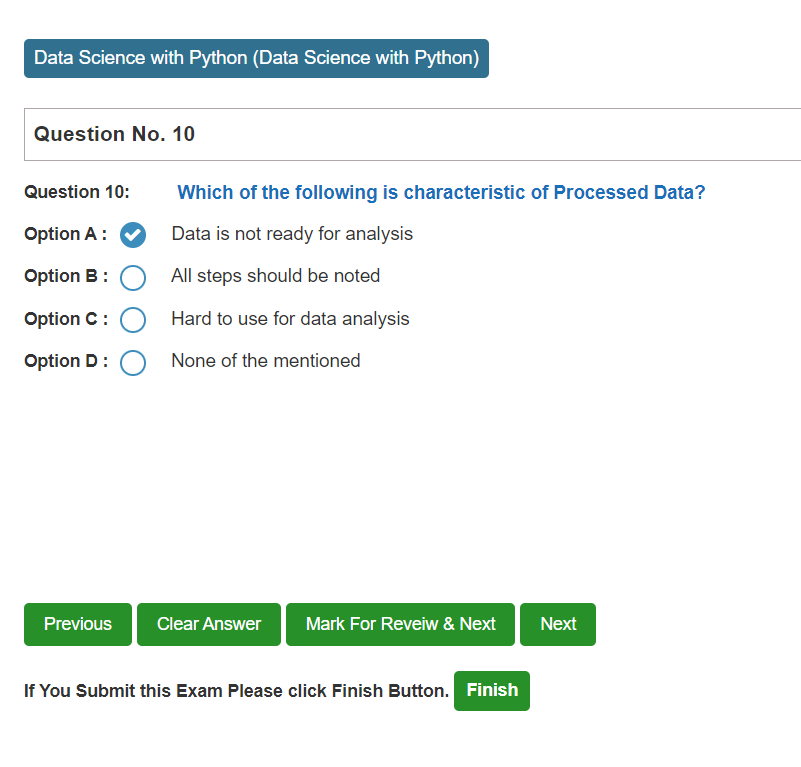 Data Science with Python (Data Science with Python)
Question No. 10
Question 10: Which of the following is characteristic of Processed Data?
Option A : Data is not ready for analysis
Option B : All steps should be noted
Option C : Hard to use for data analysis
Option D : None of the mentioned
Previous Clear Answer Mark For Reveiw & Next Next
If You Submit this Exam Please click Finish Button. Finish